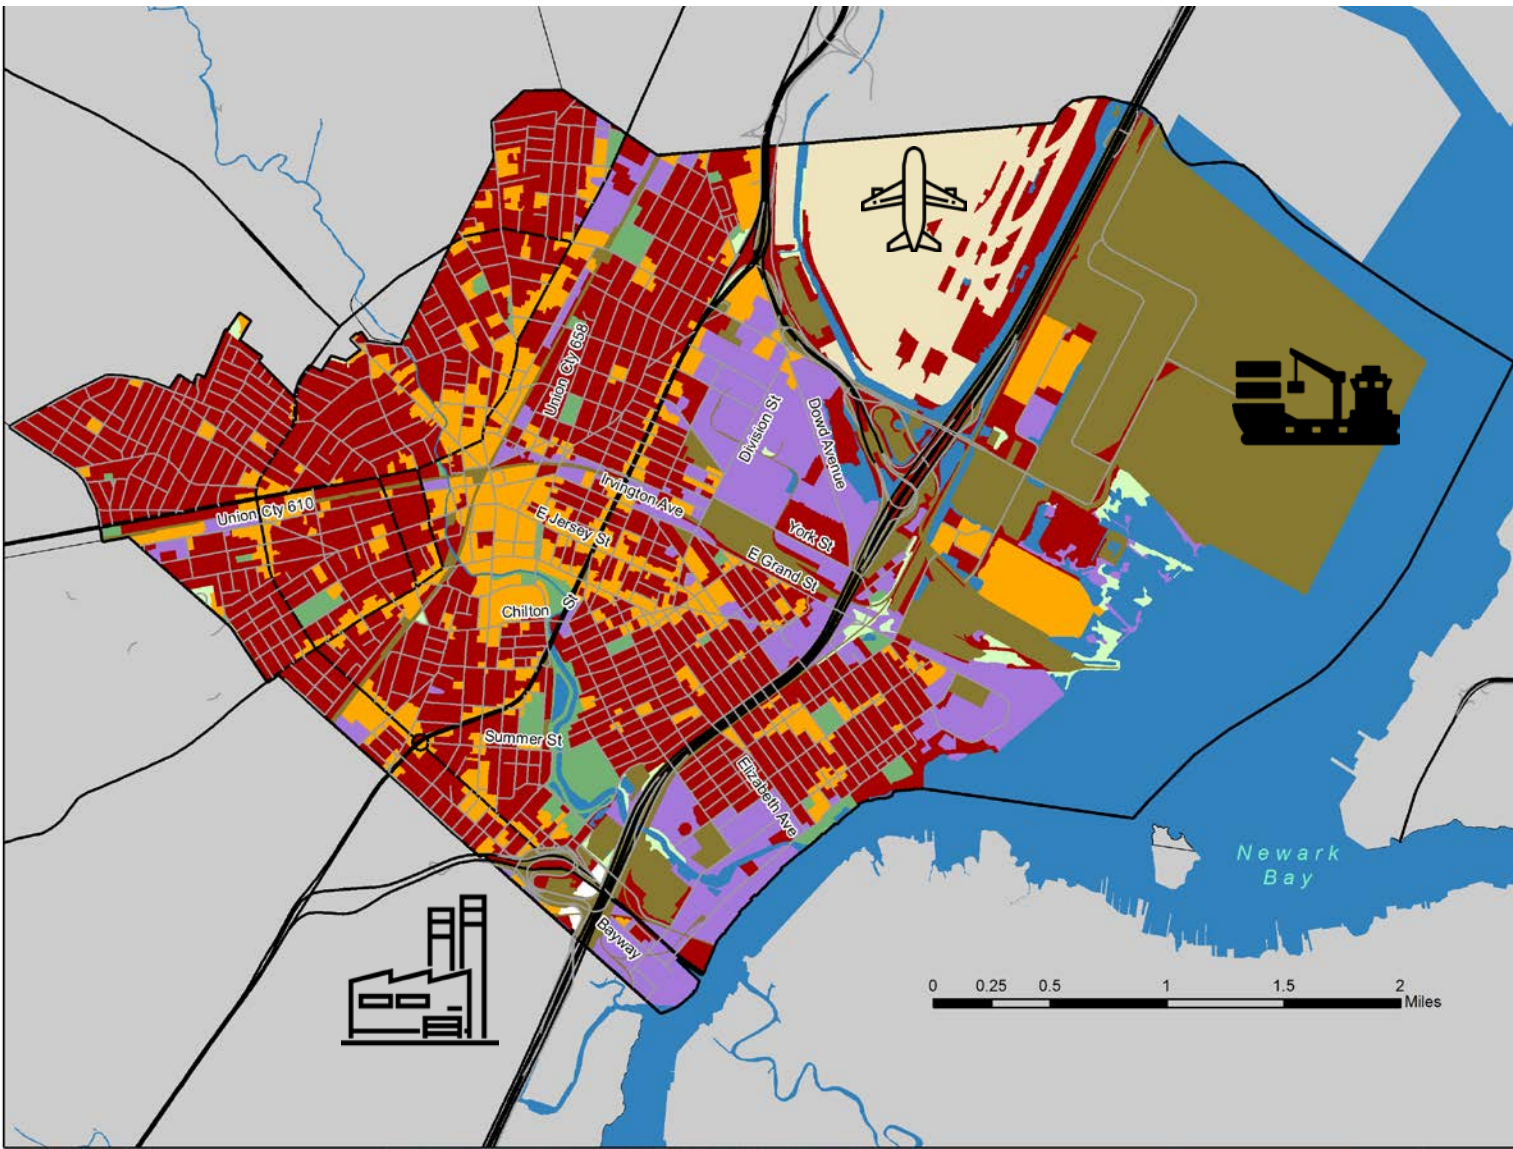 Union Cty 658
Division St
Dowd Avenue
Irvington Ave
Union Cty 610
E Jersey St
York St
E Grand St
Chilton
St
Summer St
Elizabeth Ave
Newark
Bay
Bayway
0 0.25 0.5 1 1.5 2
Miles